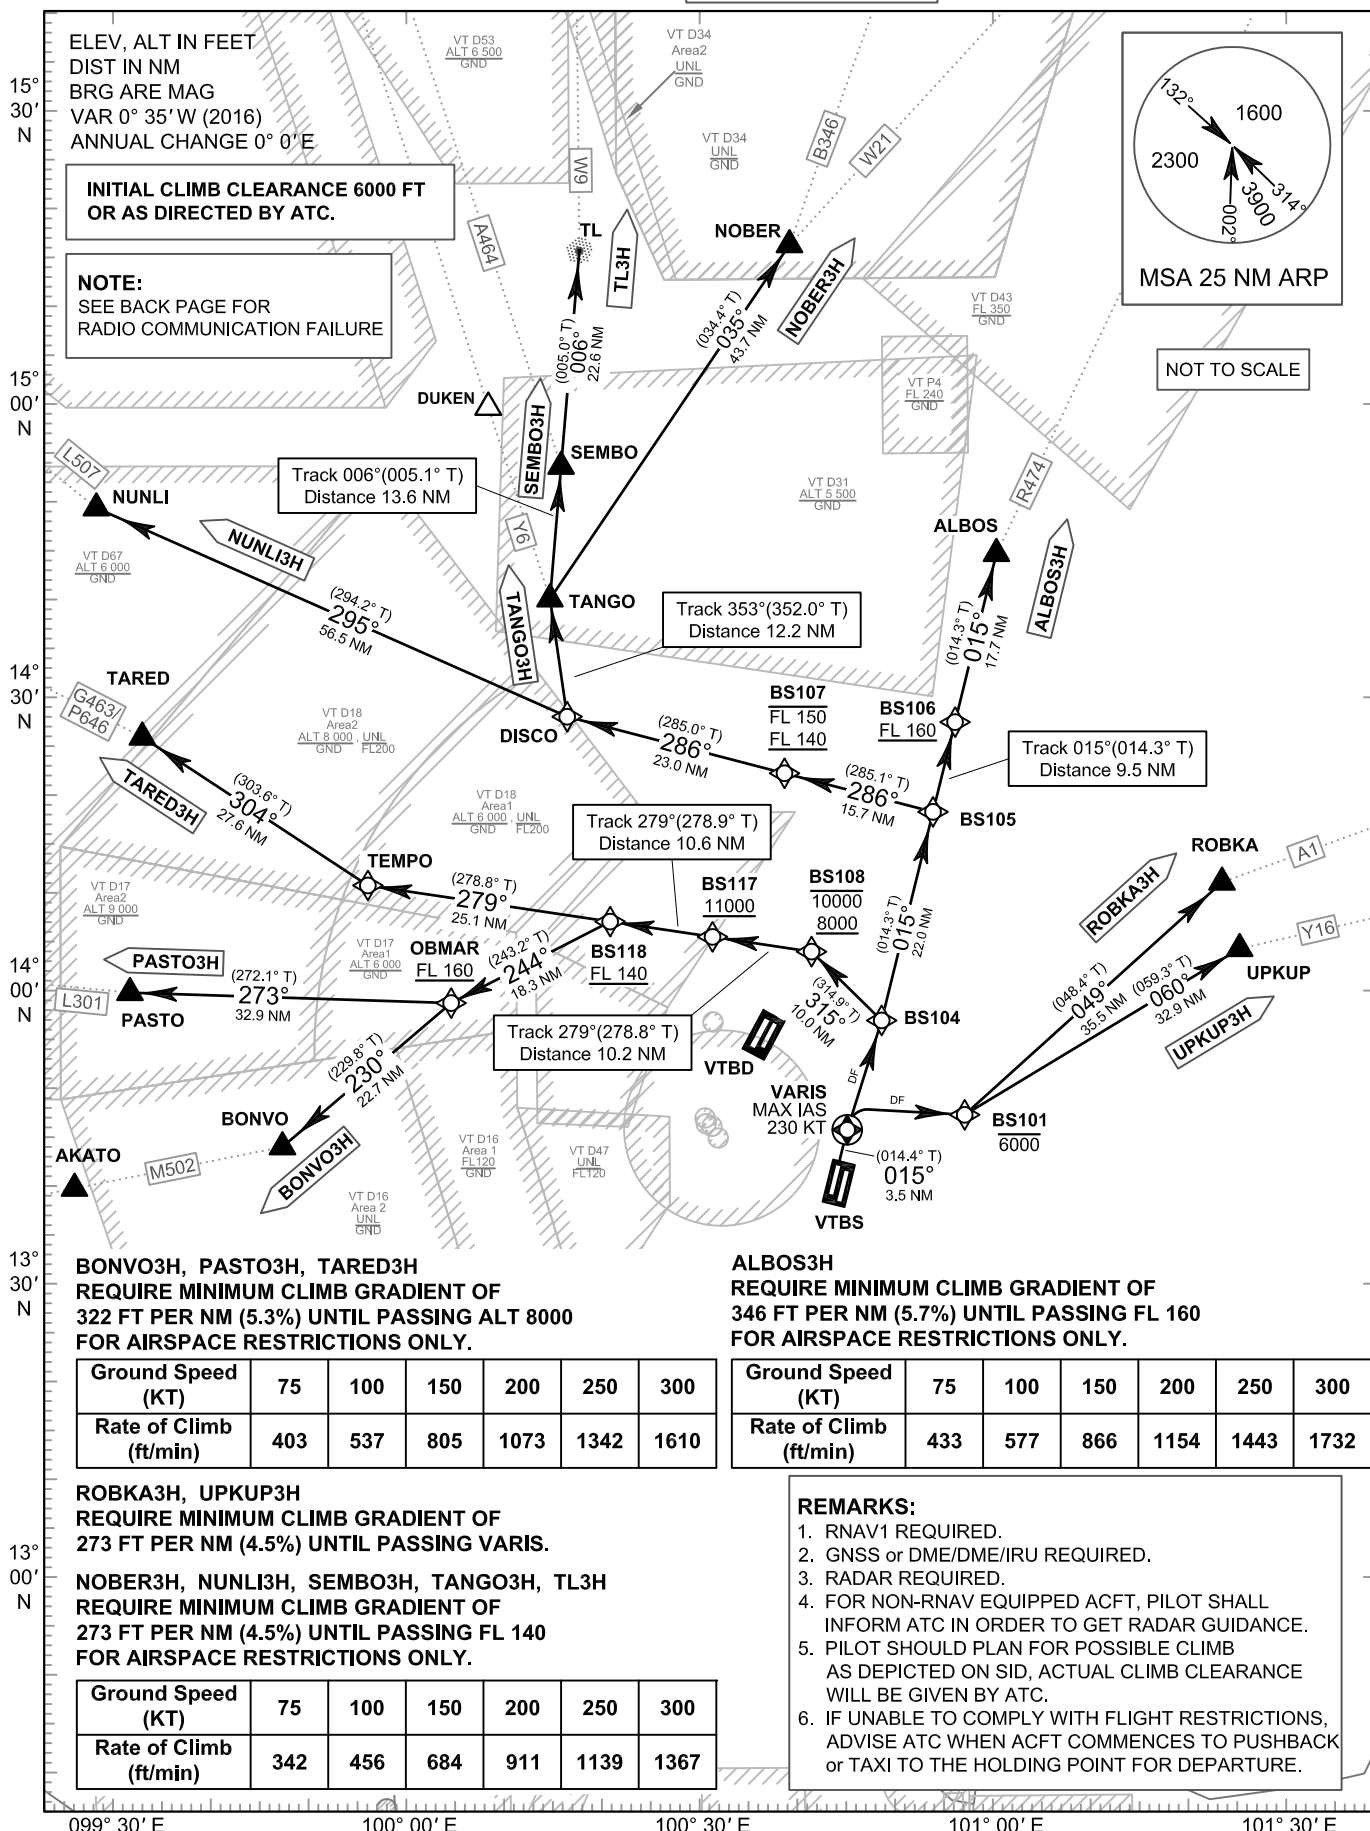 ELEV, ALT IN FEET
DIST IN NM
BRG ARE MAG
VAR 0° 35' W (2016)
ANNUAL CHANGE 0° 0' E
INITIAL CLIMB CLEARANCE 6000 FT
OR AS DIRECTED BY ATC.
NOTE:
SEE BACK PAGE FOR
RADIO COMMUNICATION FAILURE
15°
30'
N
VT D53
ALT 6 500
GND
VT D34
Area2
UNL
GND
VT D34
UNL
GND
B346
W21
W9
A464
132°
1600
2300
3900
314°
002°
MSA 25 NM ARP
NOT TO SCALE
TL
TL3H
NOBER
NOBER3H
(034.4° T)
035°
43.7 NM
(005.0° T)
006°
22.6 NM
VT D43
FL 350
GND
VT P4
FL 240
GND
15°
00'
N
DUKEN
SEMBO3H
SEMBO
L507
NUNLI
NUNLI3H
Track 006°(005.1° T)
Distance 13.6 NM
Y6
VT D31
ALT 5 500
GND
R474
ALBOS
ALBOS3H
VT D67
ALT 6 000
GND
(294.2° T)
295°
56.5 NM
TANGO3H
TANGO
Track 353°(352.0° T)
Distance 12.2 NM
(014.3° T)
015°
17.7 NM
14°
30'
N
TARED
G463/
P646
TARED3H
VT D18
Area2
ALT 8 000 , UNL
GND FL200
DISCO
(285.0° T)
286°
23.0 NM
BS107
FL 150
FL 140
BS106
FL 160
Track 015°(014.3° T)
Distance 9.5 NM
(285.1° T)
286°
15.7 NM
BS105
(303.6° T)
304°
27.6 NM
VT D18
Area1
ALT 6 000 , UNL
GND FL200
Track 279°(278.9° T)
Distance 10.6 NM
TEMPO
(278.8° T)
279°
25.1 NM
BS117
11000
BS108
10000
8000
(014.3° T)
015°
22.0 NM
ROBKA
A1
ROBKA3H
Y16
UPKUP
UPKUP3H
VT D17
Area2
ALT 9 000
GND
VT D17
Area1
ALT 6 000
GND
14°
00'
N
PASTO3H
L301
PASTO
(272.1° T)
273°
32.9 NM
OBMAR
FL 160
(243.2° T)
244°
18.3 NM
BS118
FL 140
(314.9° T)
315°
10.0 NM
BS104
(048.4° T)
049°
35.5 NM
(059.3° T)
060°
32.9 NM
Track 279°(278.8° T)
Distance 10.2 NM
VTBD
DF
DF
VARIS
MAX IAS
230 KT
BS101
6000
(229.8° T)
230°
22.7 NM
BONVO
BONVO3H
AKATO
M502
VT D16
Area 1
FL120
GND
VT D47
UNL
FL120
VT D16
Area 2
UNL
GND
(014.4° T)
015°
3.5 NM
VTBS
13°
30'
N
BONVO3H, PASTO3H, TARED3H
REQUIRE MINIMUM CLIMB GRADIENT OF
322 FT PER NM (5.3%) UNTIL PASSING ALT 8000
FOR AIRSPACE RESTRICTIONS ONLY.
Ground Speed (KT) 75 100 150 200 250 300
Rate of Climb (ft/min) 403 537 805 1073 1342 1610
ALBOS3H
REQUIRE MINIMUM CLIMB GRADIENT OF
346 FT PER NM (5.7%) UNTIL PASSING FL 160
FOR AIRSPACE RESTRICTIONS ONLY.
Ground Speed (KT) 75 100 150 200 250 300
Rate of Climb (ft/min) 433 577 866 1154 1443 1732
ROBKA3H, UPKUP3H
REQUIRE MINIMUM CLIMB GRADIENT OF
273 FT PER NM (4.5%) UNTIL PASSING VARIS.
13°
00'
N
NOBER3H, NUNLI3H, SEMBO3H, TANGO3H, TL3H
REQUIRE MINIMUM CLIMB GRADIENT OF
273 FT PER NM (4.5%) UNTIL PASSING FL 140
FOR AIRSPACE RESTRICTIONS ONLY.
Ground Speed (KT) 75 100 150 200 250 300
Rate of Climb (ft/min) 342 456 684 911 1139 1367
REMARKS:
1. RNAV1 REQUIRED.
2. GNSS or DME/DME/IRU REQUIRED.
3. RADAR REQUIRED.
4. FOR NON-RNAV EQUIPPED ACFT, PILOT SHALL
INFORM ATC IN ORDER TO GET RADAR GUIDANCE.
5. PILOT SHOULD PLAN FOR POSSIBLE CLIMB
AS DEPICTED ON SID, ACTUAL CLIMB CLEARANCE
WILL BE GIVEN BY ATC.
6. IF UNABLE TO COMPLY WITH FLIGHT RESTRICTIONS,
ADVISE ATC WHEN ACFT COMMENCES TO PUSHBACK
or TAXI TO THE HOLDING POINT FOR DEPARTURE.
099° 30' E 100° 00' E 100° 30' E 101° 00' E 101° 30' E